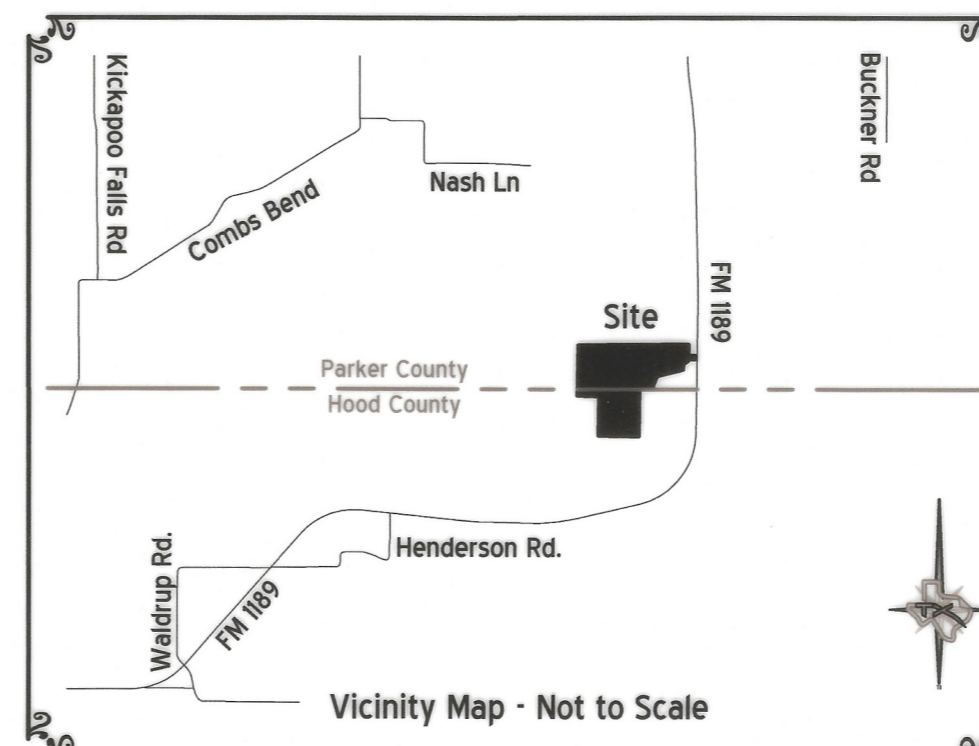 Kickapoo Falls Rd
Buckner Rd
Nash Ln
Combs Bend
FM 1189
Site
Parker County
Hood County
Henderson Rd.
Waldrup Rd.
FM 1189
TX
Vicinity Map - Not to Scale